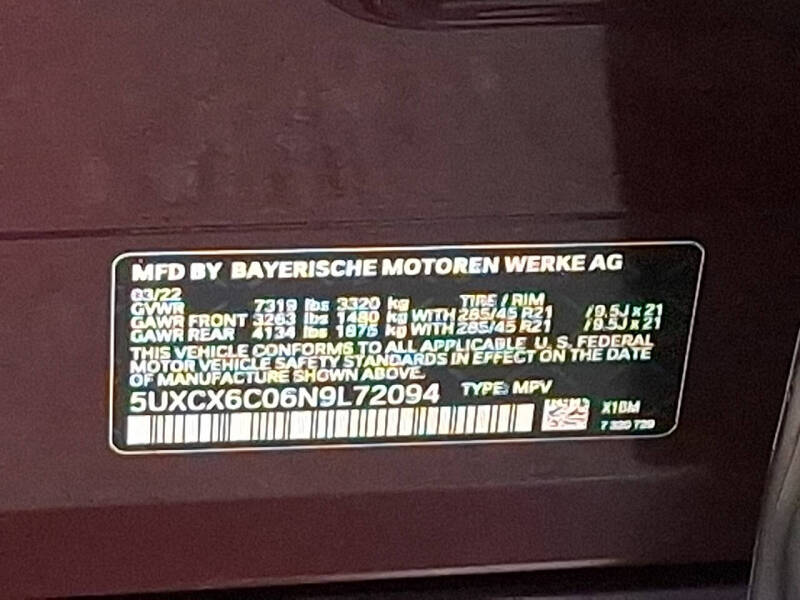 MFD BY BAYERISCHE MOTOREN WERKE AG
03/22
GVWR 7319 lbs 3320 kg TIRE / RIM
GAWR FRONT 3263 lbs 1480 kg WITH 285/45 R21 / 9.5J x 21
GAWR REAR 4134 lbs 1875 kg WITH 285/45 R21 / 9.5J x 21
THIS VEHICLE CONFORMS TO ALL APPLICABLE U. S. FEDERAL
MOTOR VEHICLE SAFETY STANDARDS IN EFFECT ON THE DATE
OF MANUFACTURE SHOWN ABOVE.
5UXCX6C06N9L72094 TYPE: MPV